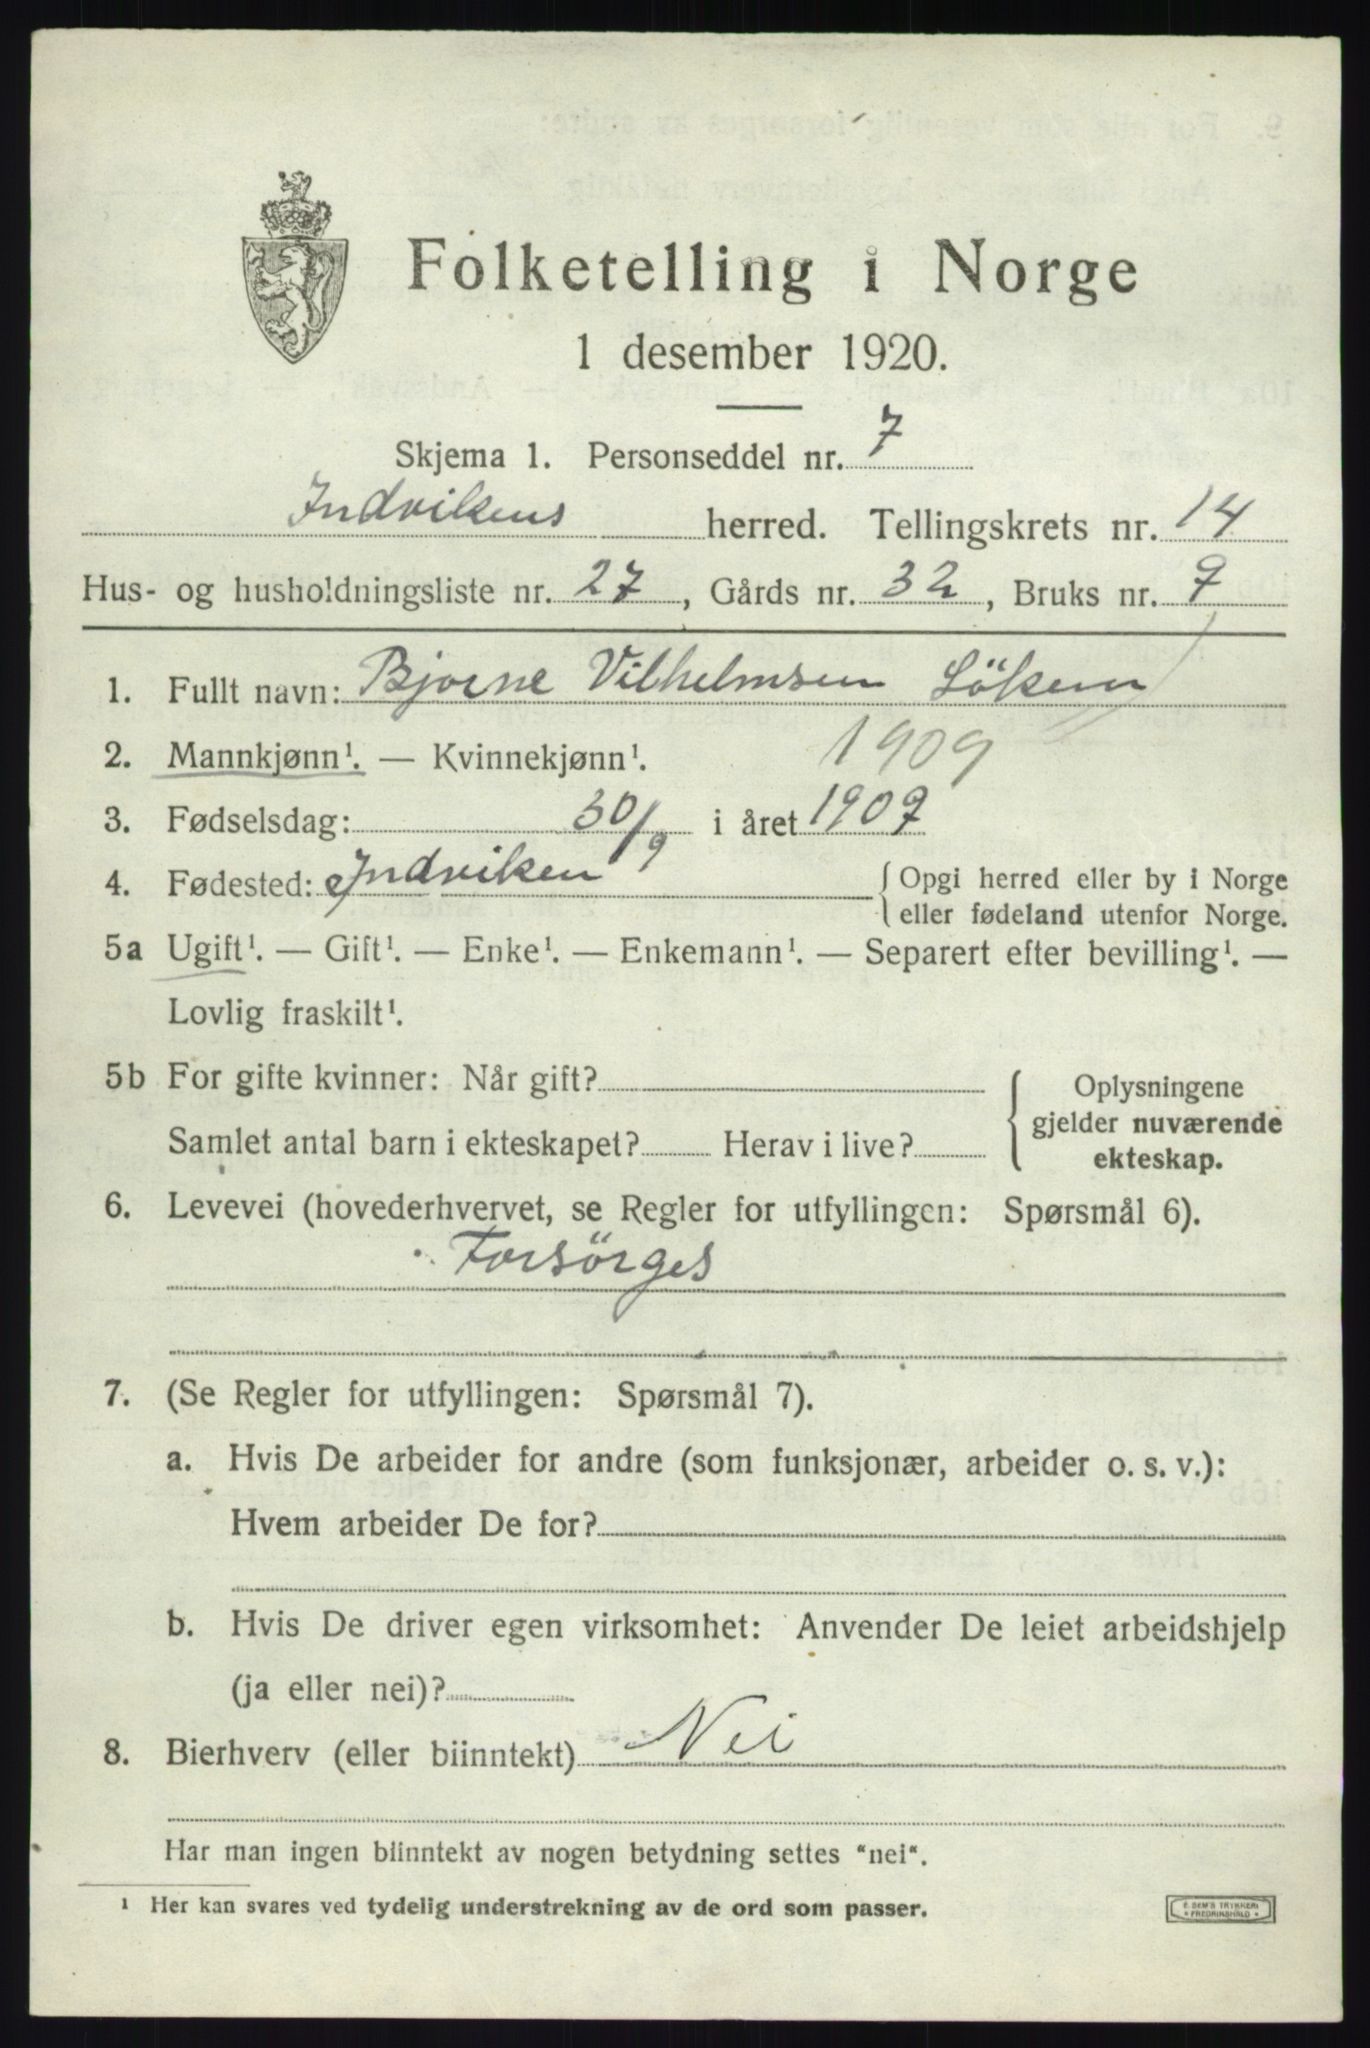 Folketelling i Norge
1 desember 1920.
Skjema 1. Personseddel nr. 7
Indvikens herred. Tellingskrets nr. 14
Hus- og husholdningsliste nr. 27, Gårds nr. 32, Bruks nr. 9
1. Fullt navn: Bjarne Vilhelmsen Löken
2. Mannkjønn¹. — Kvinnekjønn¹. 1909
3. Fødselsdag: 30/9 i året 1909
4. Fødested: Indviken { Opgi herred eller by i Norge
eller fødeland utenfor Norge.
5a Ugift¹. — Gift¹. — Enke¹. — Enkemann¹. — Separert efter bevilling¹. —
Lovlig fraskilt¹.
5b For gifte kvinner: Når gift? { Oplysningene
gjelder nuværende
Samlet antal barn i ekteskapet? Herav i live?
ekteskap.
6. Levevei (hovederhvervet, se Regler for utfyllingen: Spørsmål 6).
Forsörges
7. (Se Regler for utfyllingen: Spørsmål 7).
a. Hvis De arbeider for andre (som funksjonær, arbeider o. s. v.):
Hvem arbeider De for?
b. Hvis De driver egen virksomhet: Anvender De leiet arbeidshjelp
(ja eller nei)?
8. Bierhverv (eller biinntekt) Nei
Har man ingen biinntekt av nogen betydning settes "nei".
¹ Her kan svares ved tydelig understrekning av de ord som passer.
E. SEM'S TRYKKERI
FREDRIKSHALD